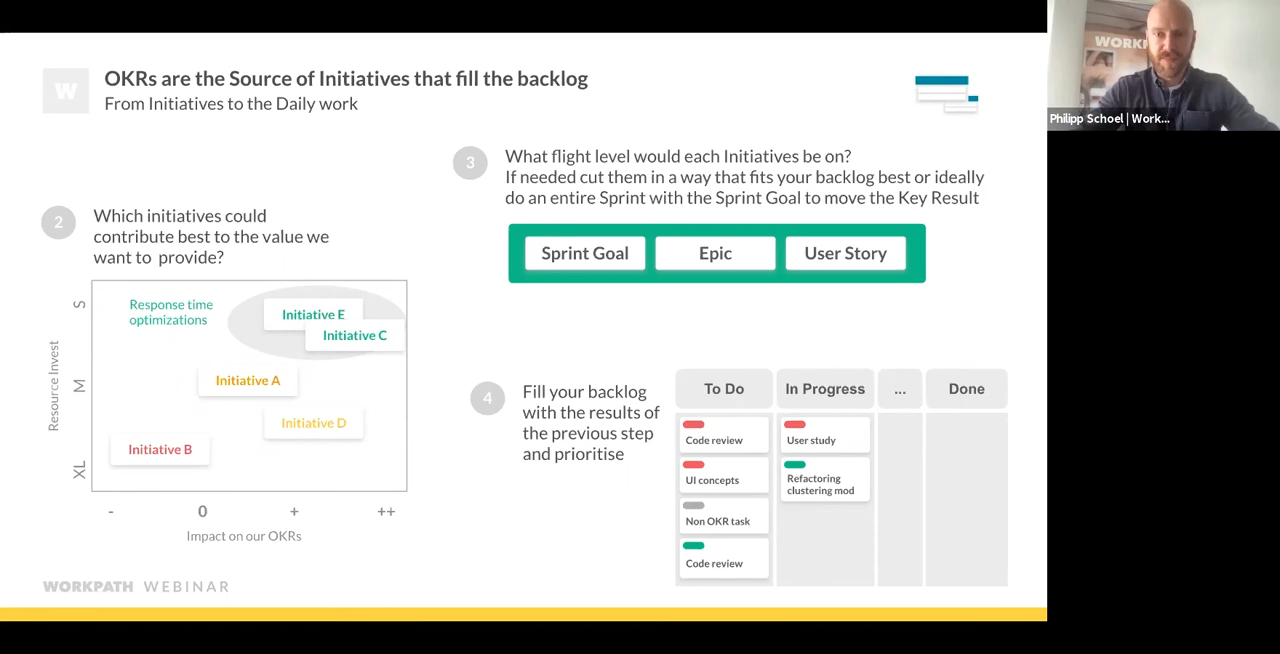 W
OKRs are the Source of Initiatives that fill the backlog
From Initiatives to the Daily work
2
Which initiatives could
contribute best to the value we
want to provide?
Resource Invest
S
M
XL
Response time
optimizations
Initiative E
Initiative C
Initiative A
Initiative D
Initiative B
-
0
+
++
Impact on our OKRs
3
What flight level would each Initiatives be on?
If needed cut them in a way that fits your backlog best or ideally
do an entire Sprint with the Sprint Goal to move the Key Result
Sprint Goal
Epic
User Story
4
Fill your backlog
with the results of
the previous step
and prioritise
To Do
In Progress
...
Done
Code review
UI concepts
Non OKR task
Code review
User study
Refactoring
clustering mod
WORKPATH WEBINAR
Philipp Schoel | Work...